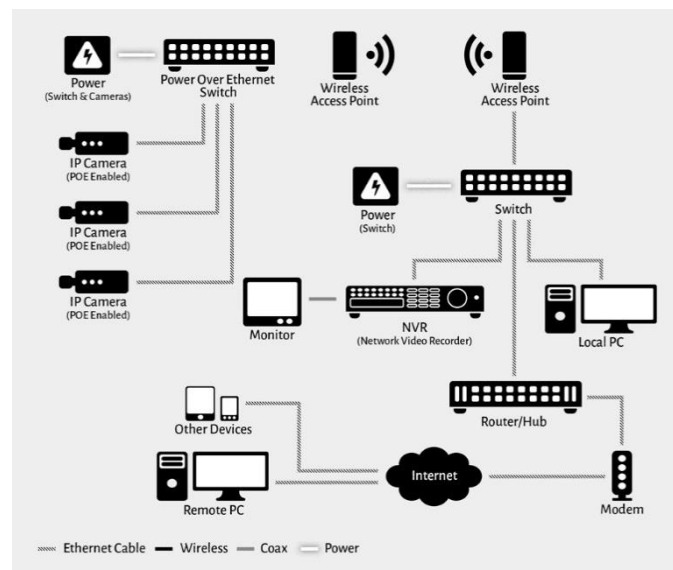 Power
(Switch & Cameras)
Power Over Ethernet
Switch
Wireless
Access Point
Wireless
Access Point
IP Camera
(POE Enabled)
IP Camera
(POE Enabled)
IP Camera
(POE Enabled)
Power
(Switch)
Switch
Monitor
NVR
(Network Video Recorder)
Local PC
Other Devices
Router/Hub
Remote PC
Internet
Modem
Ethernet Cable
Wireless
Coax
Power